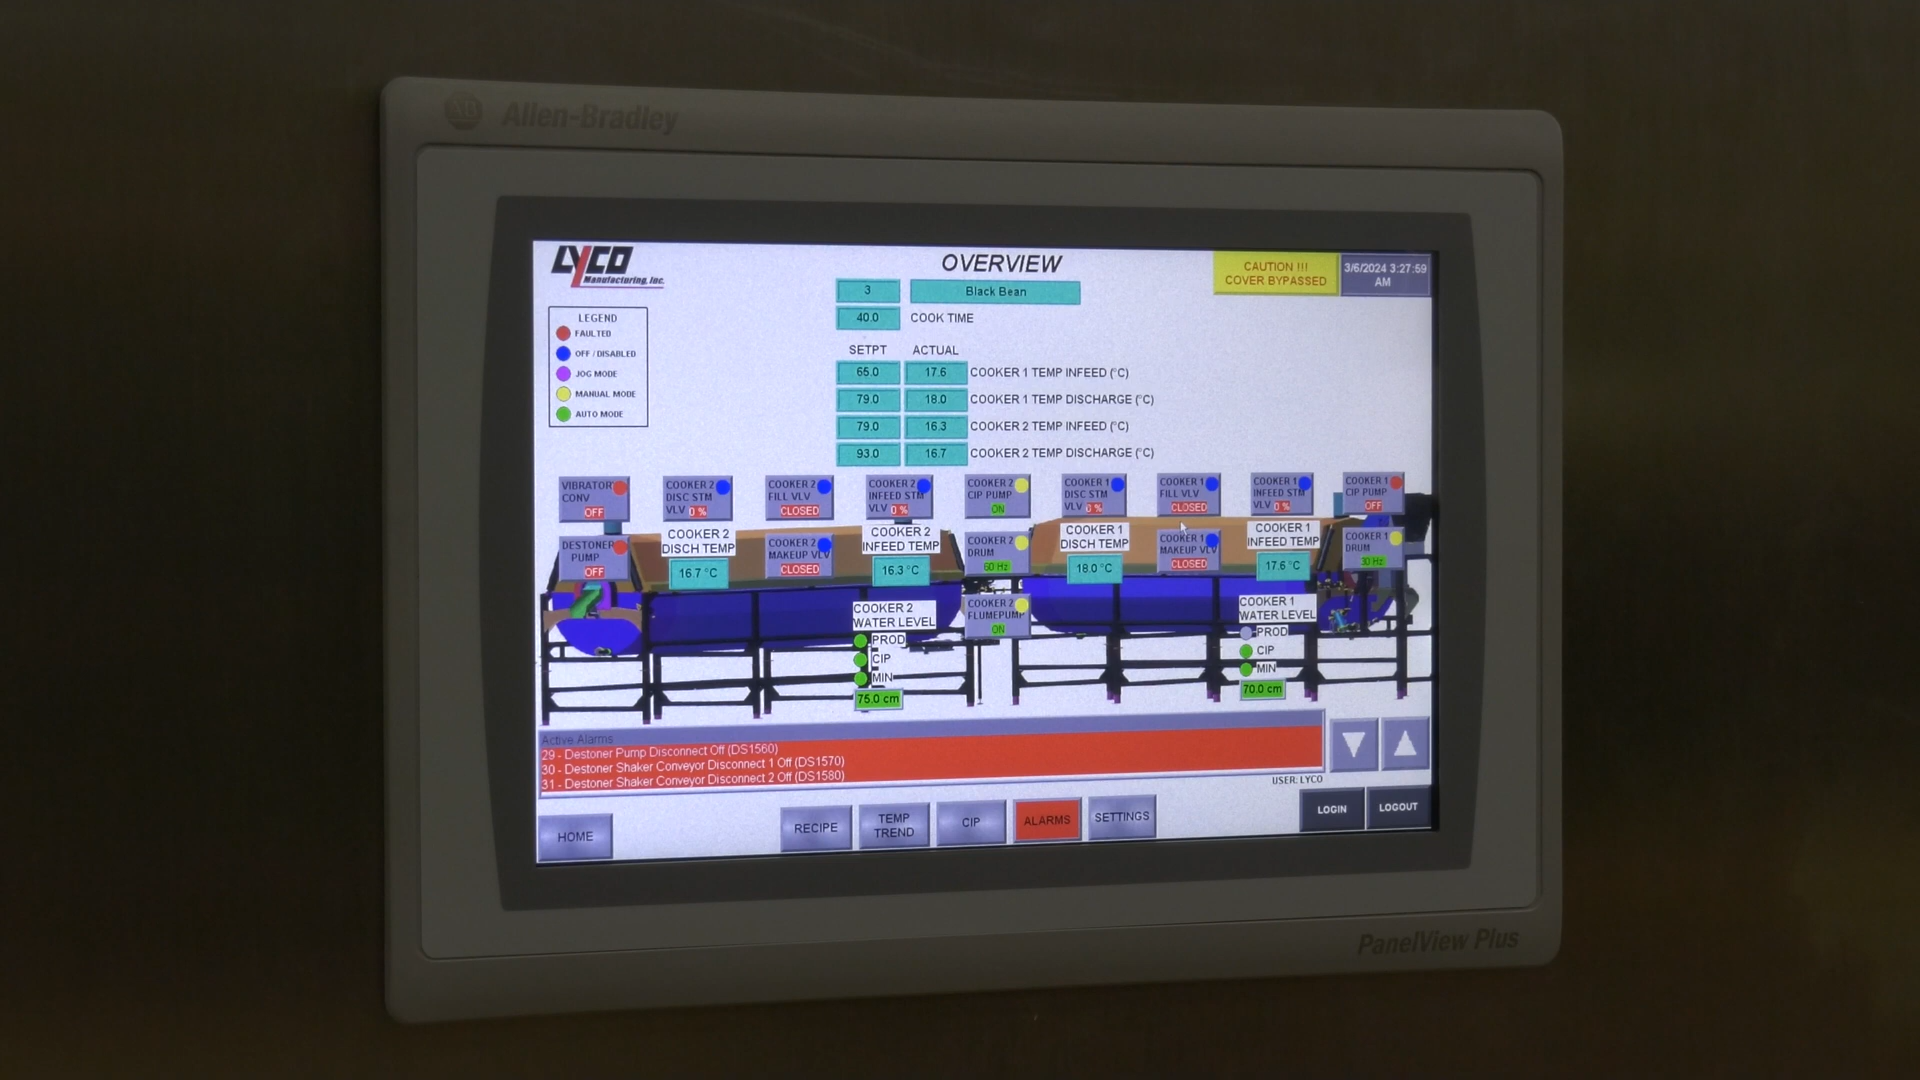 Allen-Bradley
LYCO
Manufacturing, Inc.
OVERVIEW
CAUTION !!!
COVER BYPASSED
3/6/2024 3:27:59
AM
3 Black Bean
40.0 COOK TIME
LEGEND
FAULTED
OFF / DISABLED
JOG MODE
MANUAL MODE
AUTO MODE
SETPT ACTUAL
65.0 17.6 COOKER 1 TEMP INFEED (°C)
79.0 18.0 COOKER 1 TEMP DISCHARGE (°C)
79.0 16.3 COOKER 2 TEMP INFEED (°C)
93.0 16.7 COOKER 2 TEMP DISCHARGE (°C)
VIBRATOR
CONV
OFF
COOKER 2
DISC STM
VLV 0 %
COOKER 2
FILL VLV
CLOSED
COOKER 2
INFEED STM
VLV 0 %
COOKER 2
CIP PUMP
ON
COOKER 1
DISC STM
VLV 0 %
COOKER 1
FILL VLV
CLOSED
COOKER 1
INFEED STM
VLV 0 %
COOKER 1
CIP PUMP
OFF
DESTONER
PUMP
OFF
COOKER 2
DISCH TEMP
16.7 °C
COOKER 2
MAKEUP VLV
CLOSED
COOKER 2
INFEED TEMP
16.3 °C
COOKER 2
DRUM
60 Hz
COOKER 1
DISCH TEMP
18.0 °C
COOKER 1
MAKEUP VLV
CLOSED
COOKER 1
INFEED TEMP
17.6 °C
COOKER 1
DRUM
30 Hz
COOKER 2
WATER LEVEL
PROD
CIP
MIN
75.0 cm
COOKER 2
FLUMEPUMP
ON
COOKER 1
WATER LEVEL
PROD
CIP
MIN
70.0 cm
Active Alarms
29 - Destoner Pump Disconnect Off (DS1560)
30 - Destoner Shaker Conveyor Disconnect 1 Off (DS1570)
31 - Destoner Shaker Conveyor Disconnect 2 Off (DS1580)
USER: LYCO
HOME
RECIPE
TEMP
TREND
CIP
ALARMS
SETTINGS
LOGIN
LOGOUT
PanelView Plus